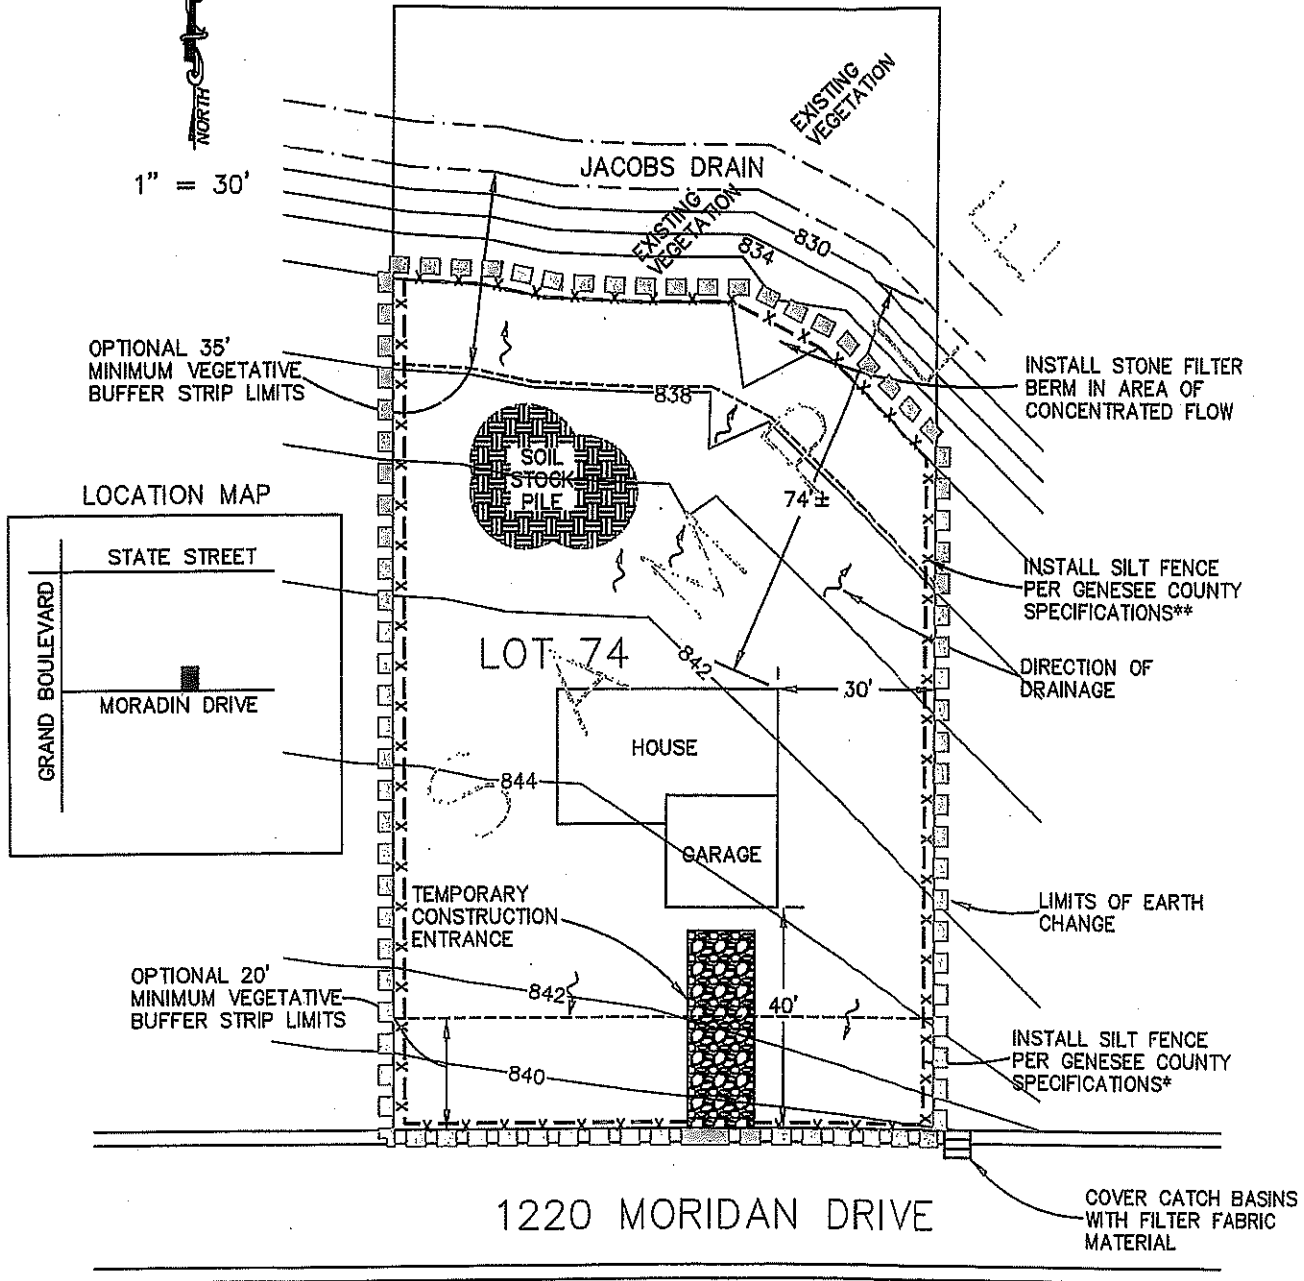 NORTH
1" = 30'
EXISTING
VEGETATION
JACOBS DRAIN
EXISTING
VEGETATION
830
834
OPTIONAL 35'
MINIMUM VEGETATIVE
BUFFER STRIP LIMITS
INSTALL STONE FILTER
BERM IN AREA OF
CONCENTRATED FLOW
838
SOIL
STOCK
PILE
74'±
LOCATION MAP
STATE STREET
GRAND BOULEVARD
MORADIN DRIVE
INSTALL SILT FENCE
PER GENESEE COUNTY
SPECIFICATIONS**
LOT 74
842
DIRECTION OF
DRAINAGE
30'
HOUSE
844
GARAGE
SAMPLE
TEMPORARY
CONSTRUCTION
ENTRANCE
LIMITS OF EARTH
CHANGE
OPTIONAL 20'
MINIMUM VEGETATIVE
BUFFER STRIP LIMITS
842
40'
INSTALL SILT FENCE
PER GENESEE COUNTY
SPECIFICATIONS*
840
1220 MORIDAN DRIVE
COVER CATCH BASINS
WITH FILTER FABRIC
MATERIAL